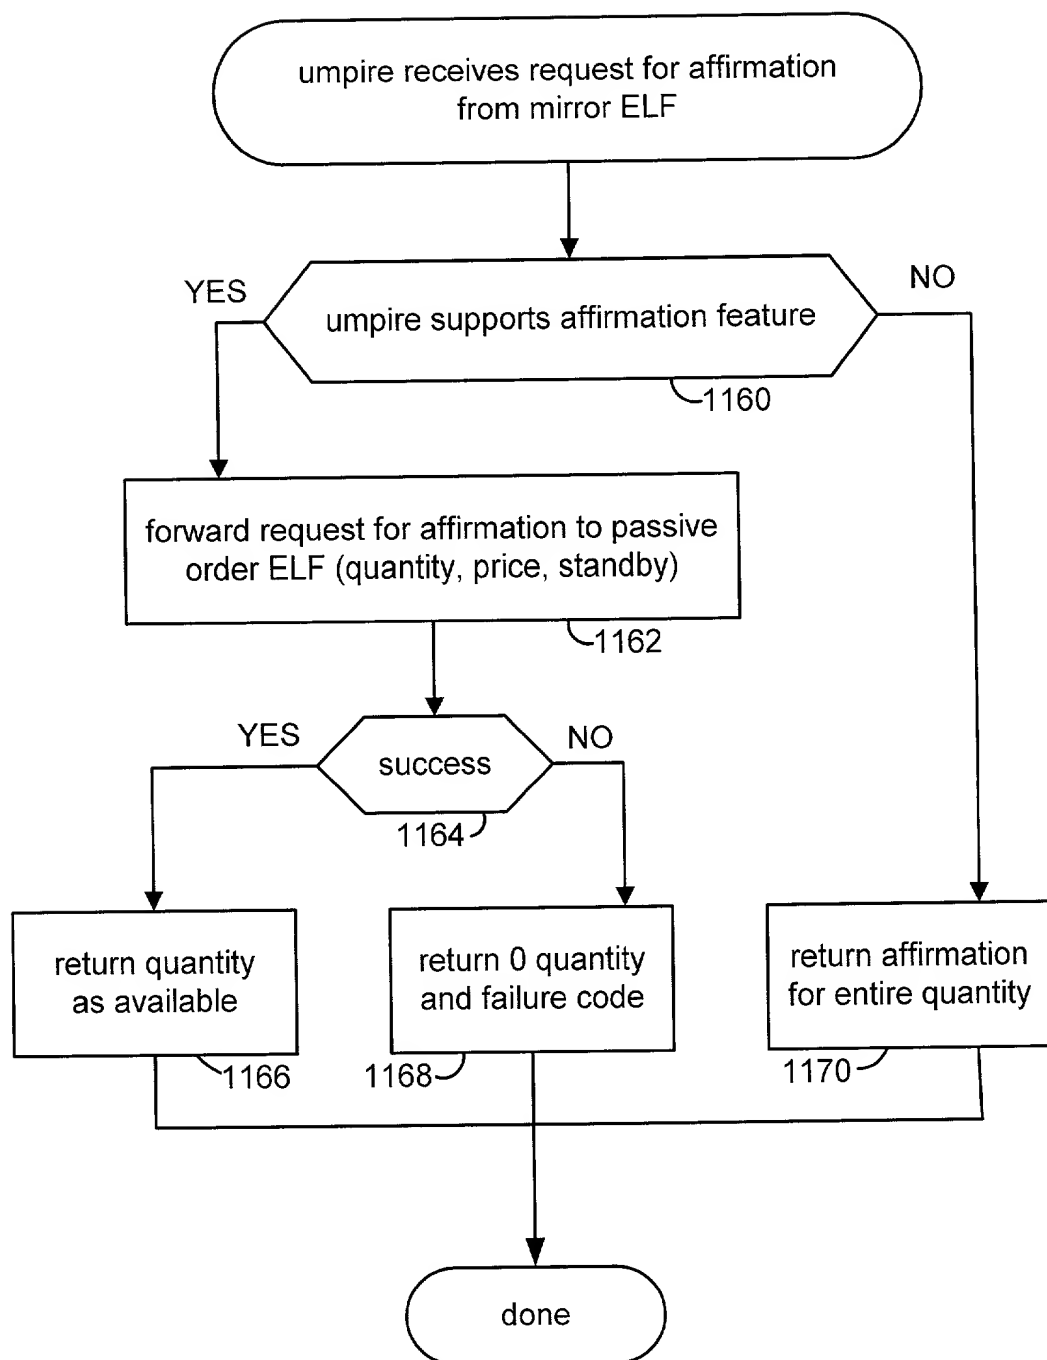 umpire receives request for affirmation
from mirror ELF
YES
NO
umpire supports affirmation feature
1160
forward request for affirmation to passive
order ELF (quantity, price, standby)
1162
YES
NO
success
1164
return quantity
as available
return 0 quantity
and failure code
return affirmation
for entire quantity
1166
1168
1170
done